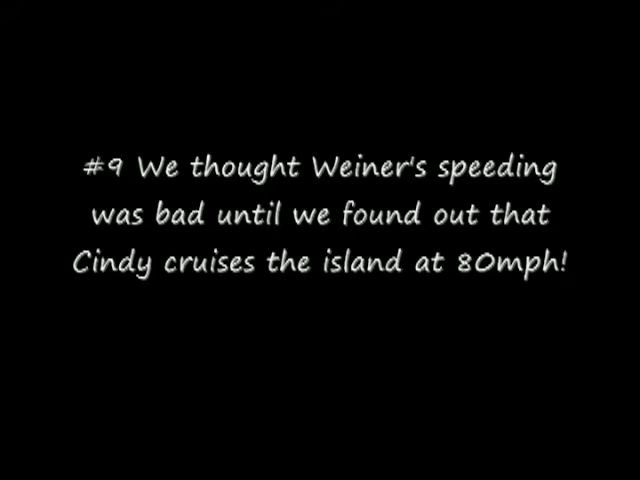 #9 We thought Weiner's speeding
was bad until we found out that
Cindy cruises the island at 80mph!